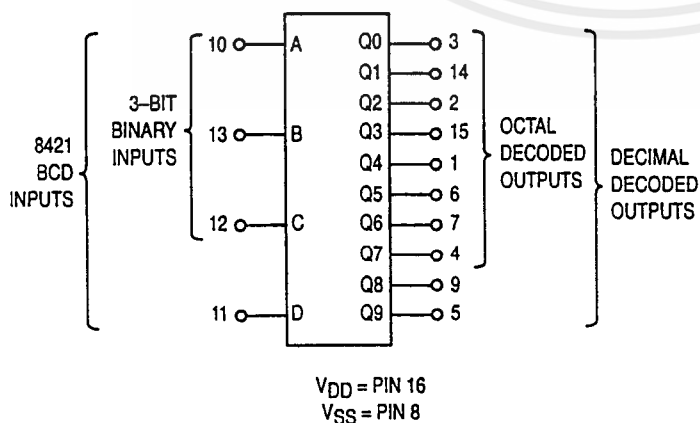 10 A Q0 3
Q1 14
3–BIT
BINARY
INPUTS
Q2 2
13 B Q3 15
8421
BCD
INPUTS
OCTAL
DECODED
OUTPUTS
Q4 1
DECIMAL
DECODED
OUTPUTS
Q5 6
12 C Q6 7
Q7 4
Q8 9
11 D Q9 5
VDD = PIN 16
VSS = PIN 8